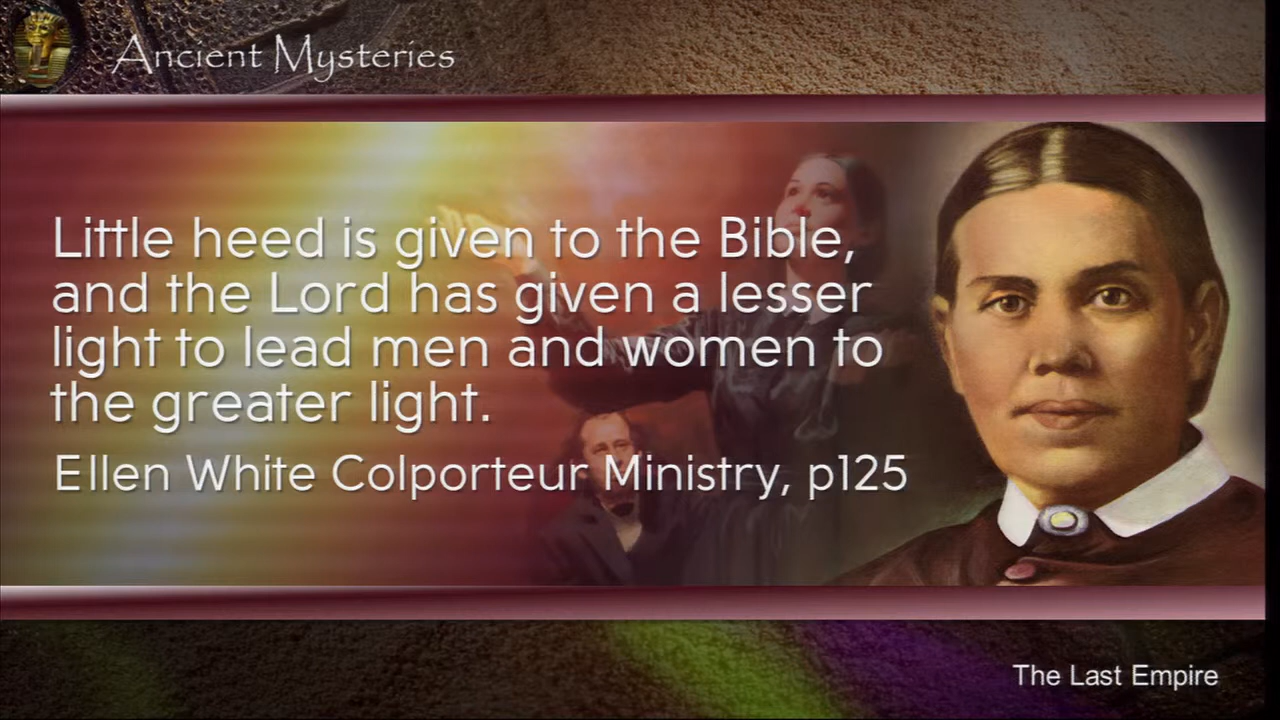 Ancient Mysteries
Little heed is given to the Bible,
and the Lord has given a lesser
light to lead men and women to
the greater light.
Ellen White Colporteur Ministry, p125
The Last Empire